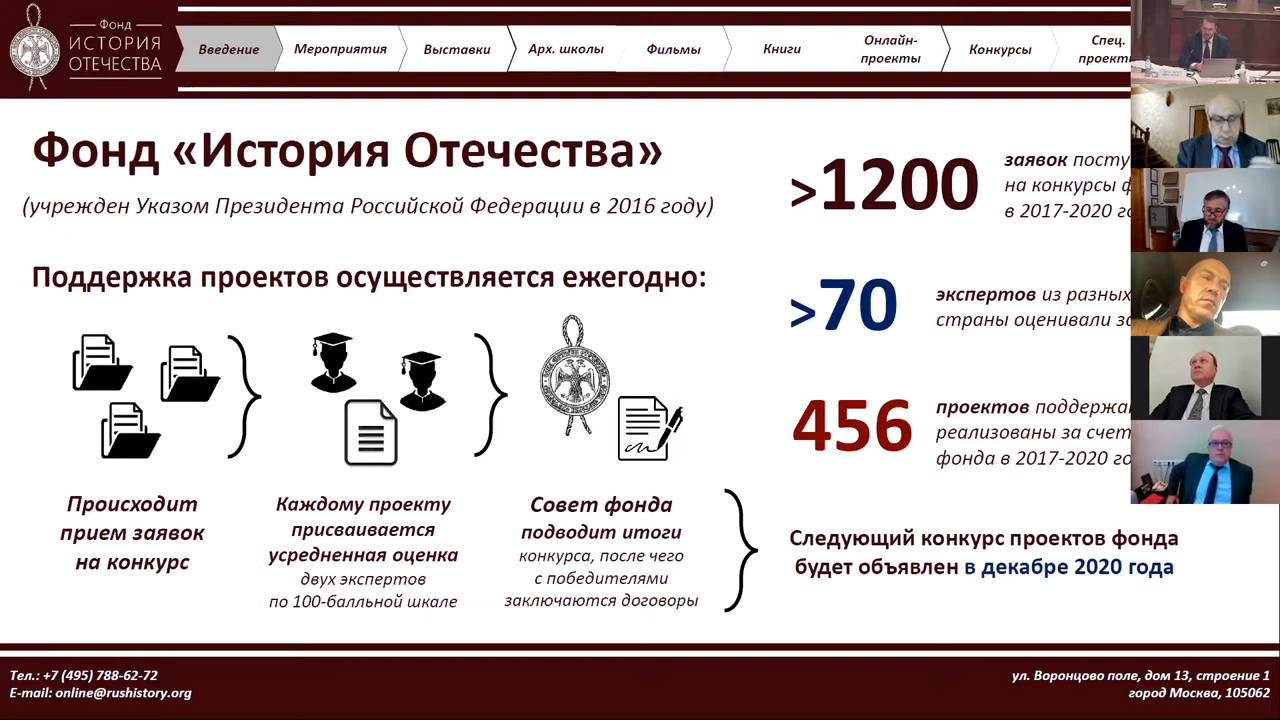 Фонд
ИСТОРИЯ
ОТЕЧЕСТВА
Введение
Мероприятия
Выставки
Арх. школы
Фильмы
Книги
Онлайн-
проекты
Конкурсы
Спец.
Фонд «История Отечества»
(учрежден Указом Президента Российской Федерации в 2016 году)
Поддержка проектов осуществляется ежегодно:
Происходит
прием заявок
на конкурс
Каждому проекту
присваивается
усредненная оценка
двух экспертов
по 100-балльной шкале
Совет фонда
подводит итоги
конкурса, после чего
с победителями
заключаются договоры
>1200
заявок
на конкурсы
в 2017-2020
>70
экспертов из разных
страны оценивали
456
проектов
реализованы за счет
фонда в 2017-2020
Следующий конкурс проектов фонда
будет объявлен в декабре 2020 года
Тел.: +7 (495) 788-62-72
E-mail: online@rushistory.org
ул. Воронцово поле, дом 13, строение 1
город Москва, 105062